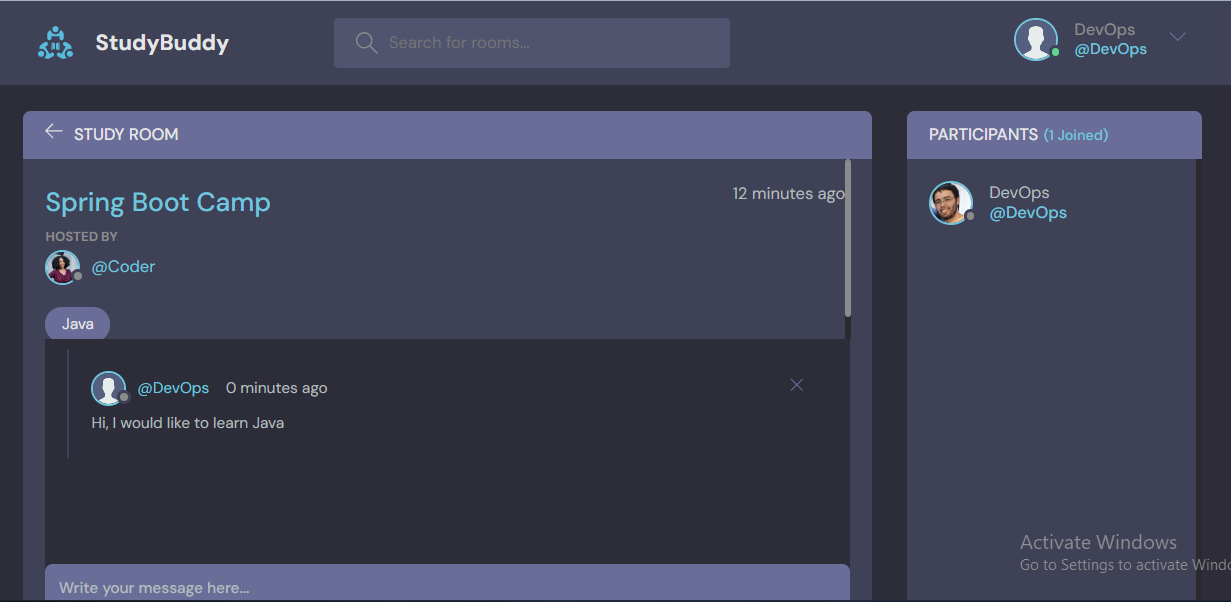 StudyBuddy
Search for rooms...
DevOps
@DevOps
STUDY ROOM
Spring Boot Camp
12 minutes ago
HOSTED BY
@Coder
Java
@DevOps 0 minutes ago
Hi, I would like to learn Java
Write your message here...
PARTICIPANTS (1 Joined)
DevOps
@DevOps
Activate Windows
Go to Settings to activate Windo